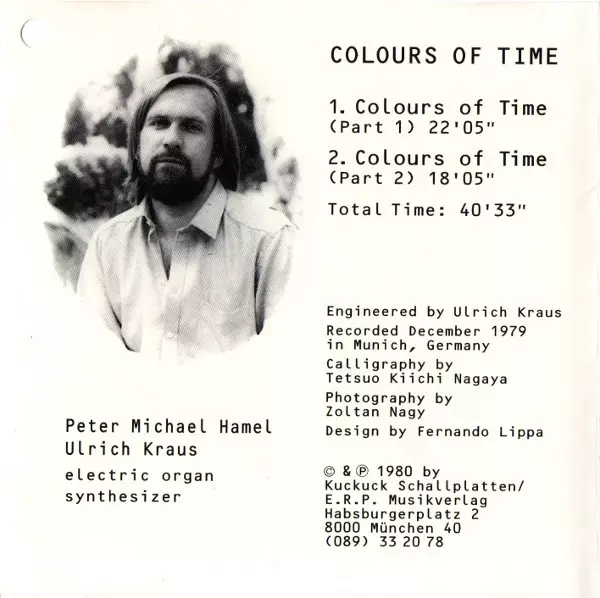 COLOURS OF TIME
1. Colours of Time
(Part 1) 22'05"
2. Colours of Time
(Part 2) 18'05"
Total Time: 40'33"
Engineered by Ulrich Kraus
Recorded December 1979
in Munich, Germany
Calligraphy by
Tetsuo Kiichi Nagaya
Photography by
Zoltan Nagy
Design by Fernando Lippa
Peter Michael Hamel
Ulrich Kraus
electric organ
synthesizer
© & ℗ 1980 by
Kuckuck Schallplatten/
E.R.P. Musikverlag
Habsburgerplatz 2
8000 München 40
(089) 33 20 78